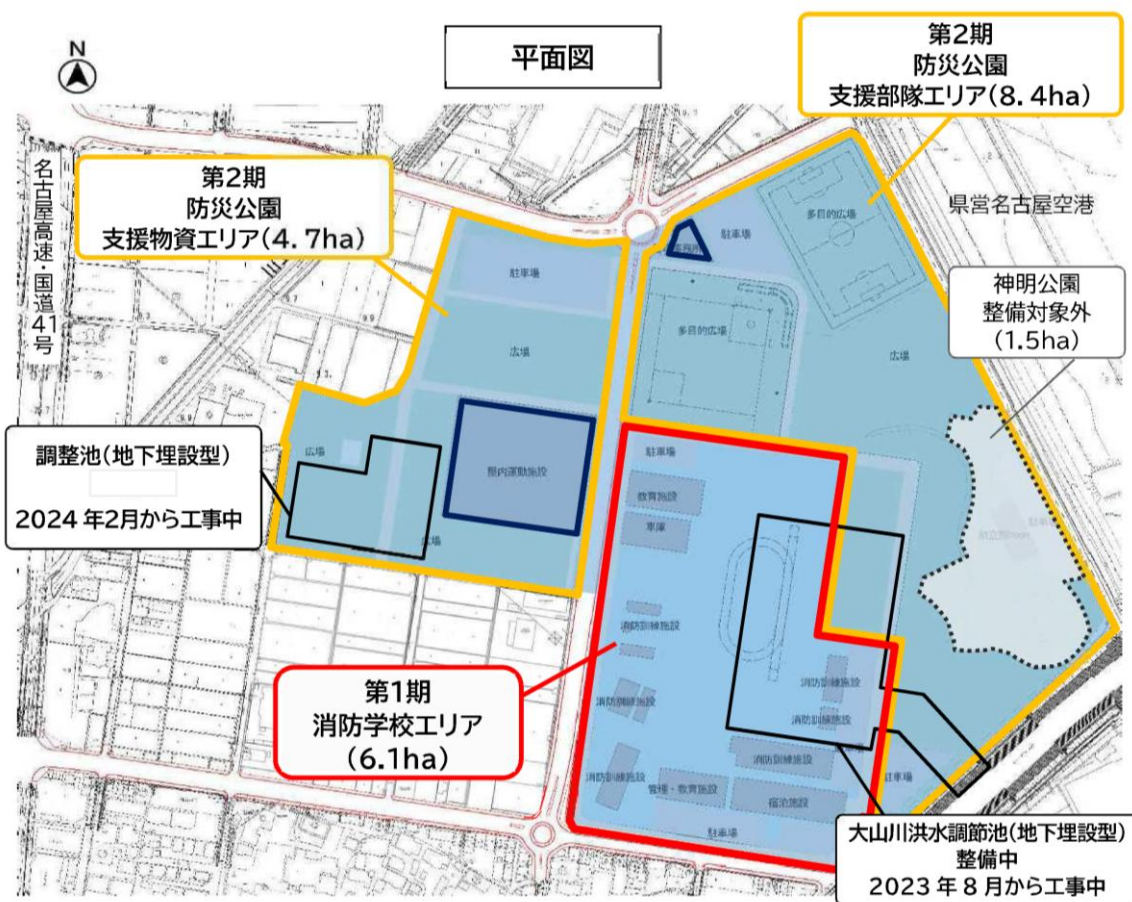 N
平面図
第2期
防災公園
支援部隊エリア(8.4ha)
名古屋高速・国道41号
第2期
防災公園
支援物資エリア(4.7ha)
県営名古屋空港
神明公園
整備対象外
(1.5ha)
多目的広場
駐車場
駐車場
多目的広場
広場
広場
調整池(地下埋設型)
2024年2月から工事中
広場
屋内運動施設
広場
駐車場
教育施設
車庫
消防訓練施設
消防訓練施設
消防訓練施設
消防訓練施設
消防訓練施設
消防訓練施設
管理・教育施設
宿泊施設
駐車場
駐車場
第1期
消防学校エリア
(6.1ha)
大山川洪水調節池(地下埋設型)
整備中
2023年8月から工事中